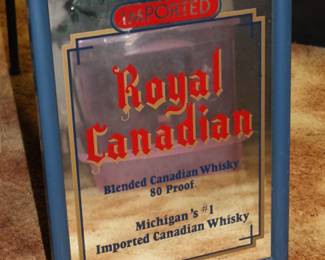 IMPORTED
Royal
Canadian
Blended Canadian Whisky
80 Proof
Michigan's #1
Imported Canadian Whisky